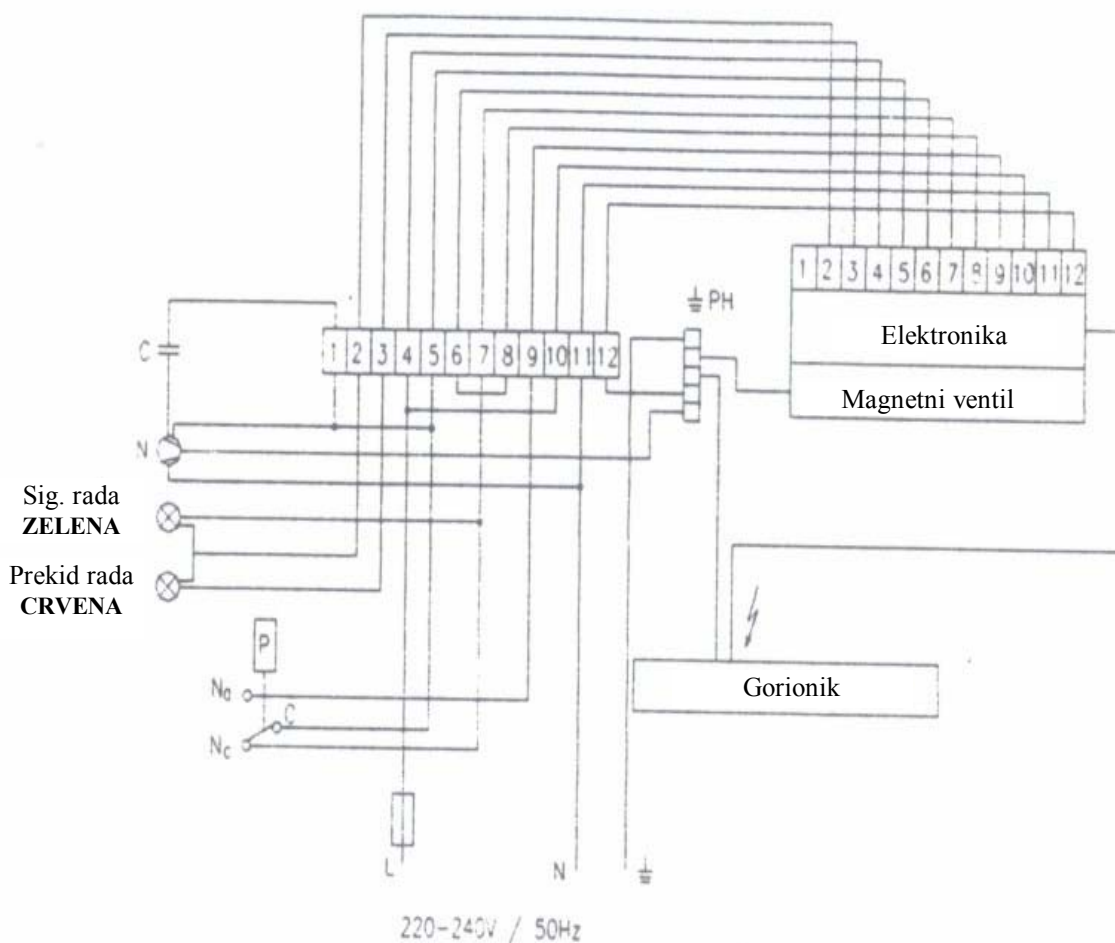 1 2 3 4 5 6 7 8 9 10 11 12
PH
Elektronika
C
1 2 3 4 5 6 7 8 9 10 11 12
Magnetni ventil
N
Sig. rada
ZELENA
Prekid rada
CRVENA
P
Gorionik
Na
C
Nc
L
N
220-240V / 50Hz